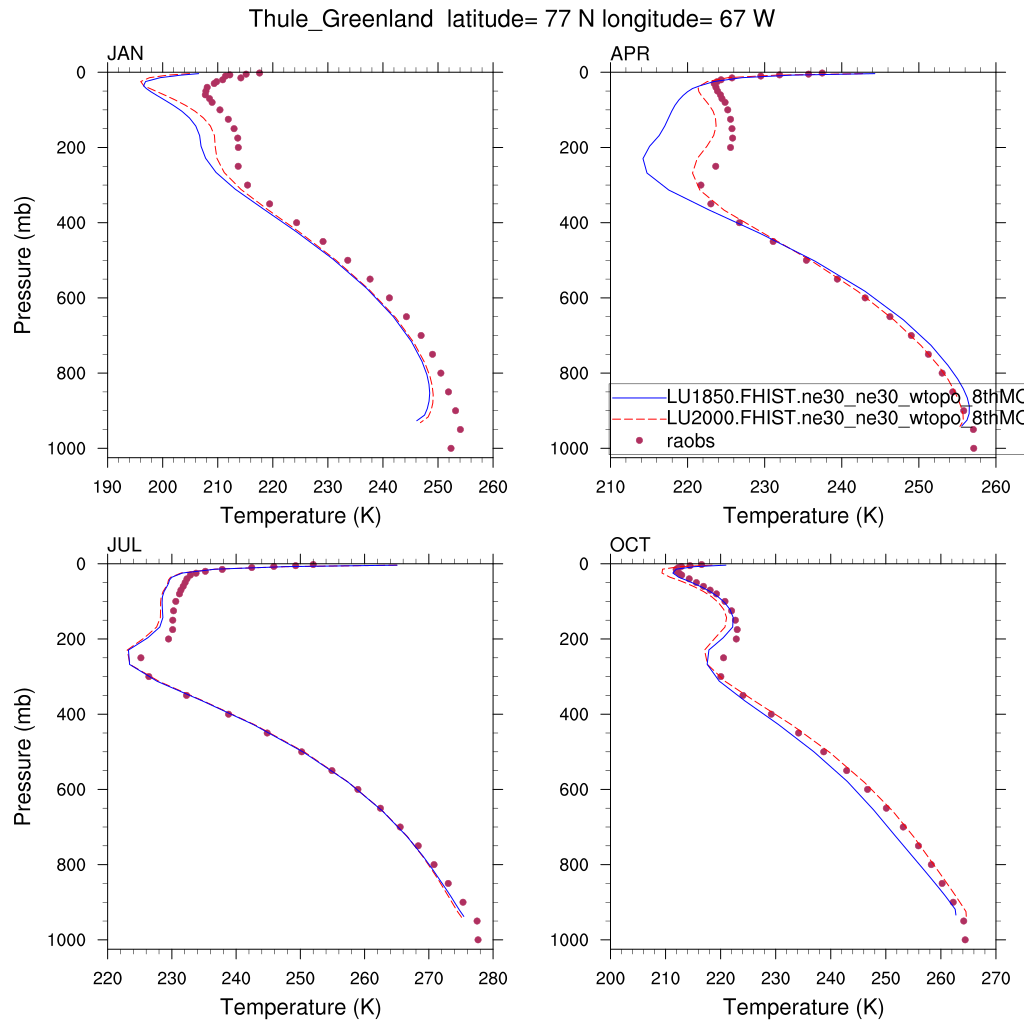 Thule_Greenland latitude= 77 N longitude= 67 W
JAN
APR
0
200
400
600
800
1000
Pressure (mb)
190 200 210 220 230 240 250 260
Temperature (K)
0
200
400
600
800
1000
LU1850.FHIST.ne30_ne30_wtopo_8thMO
LU2000.FHIST.ne30_ne30_wtopo_8thMO
raobs
210 220 230 240 250 260
Temperature (K)
JUL
OCT
0
200
400
600
800
1000
Pressure (mb)
220 230 240 250 260 270 280
Temperature (K)
0
200
400
600
800
1000
200 210 220 230 240 250 260 270
Temperature (K)